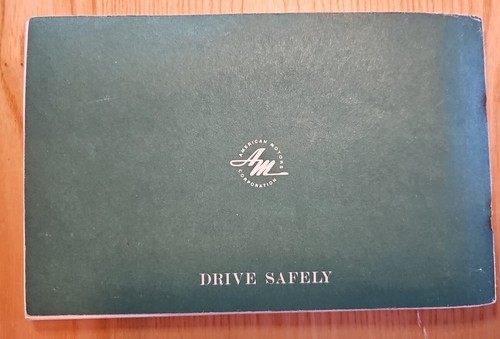 AMERICAN MOTORS
AM
CORPORATION
DRIVE SAFELY